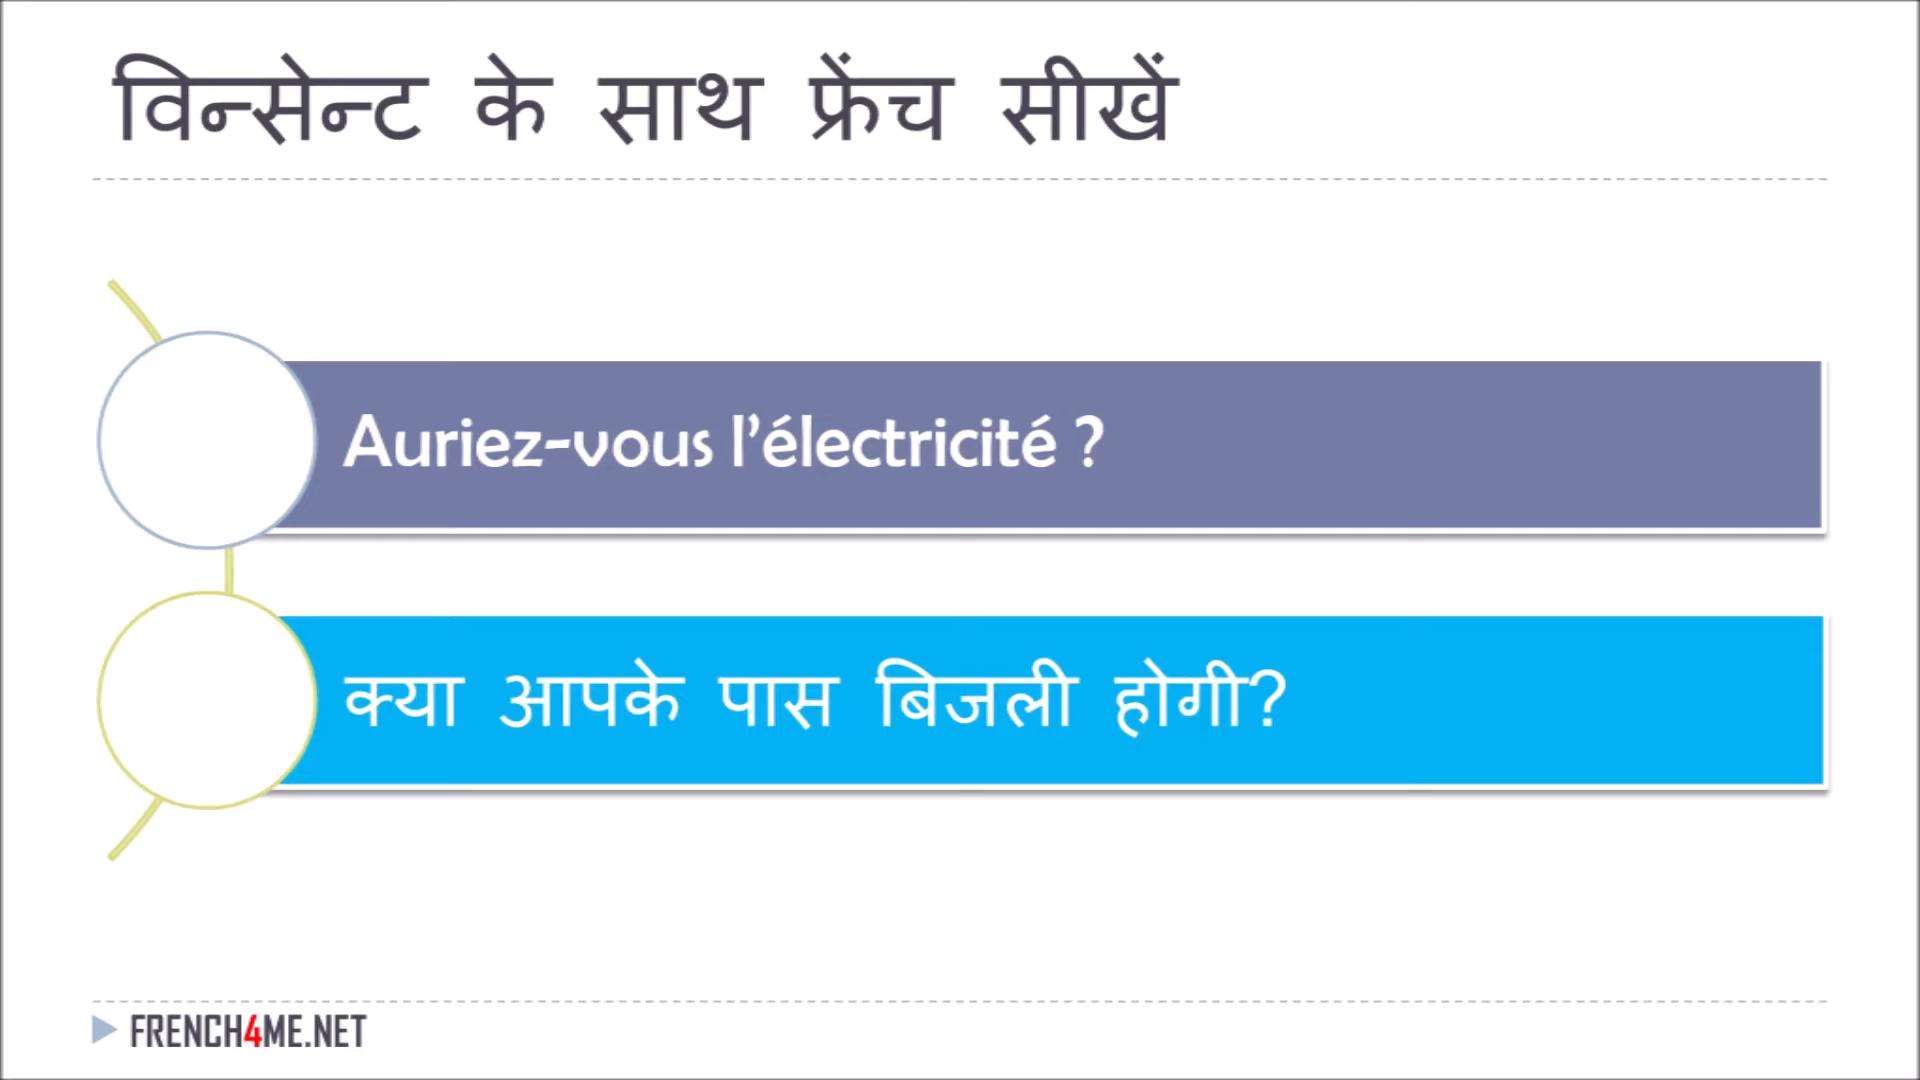 विन्सेन्ट के साथ फ्रेंच सीखें
Auriez-vous l’électricité ?
क्या आपके पास बिजली होगी?
FRENCH4ME.NET